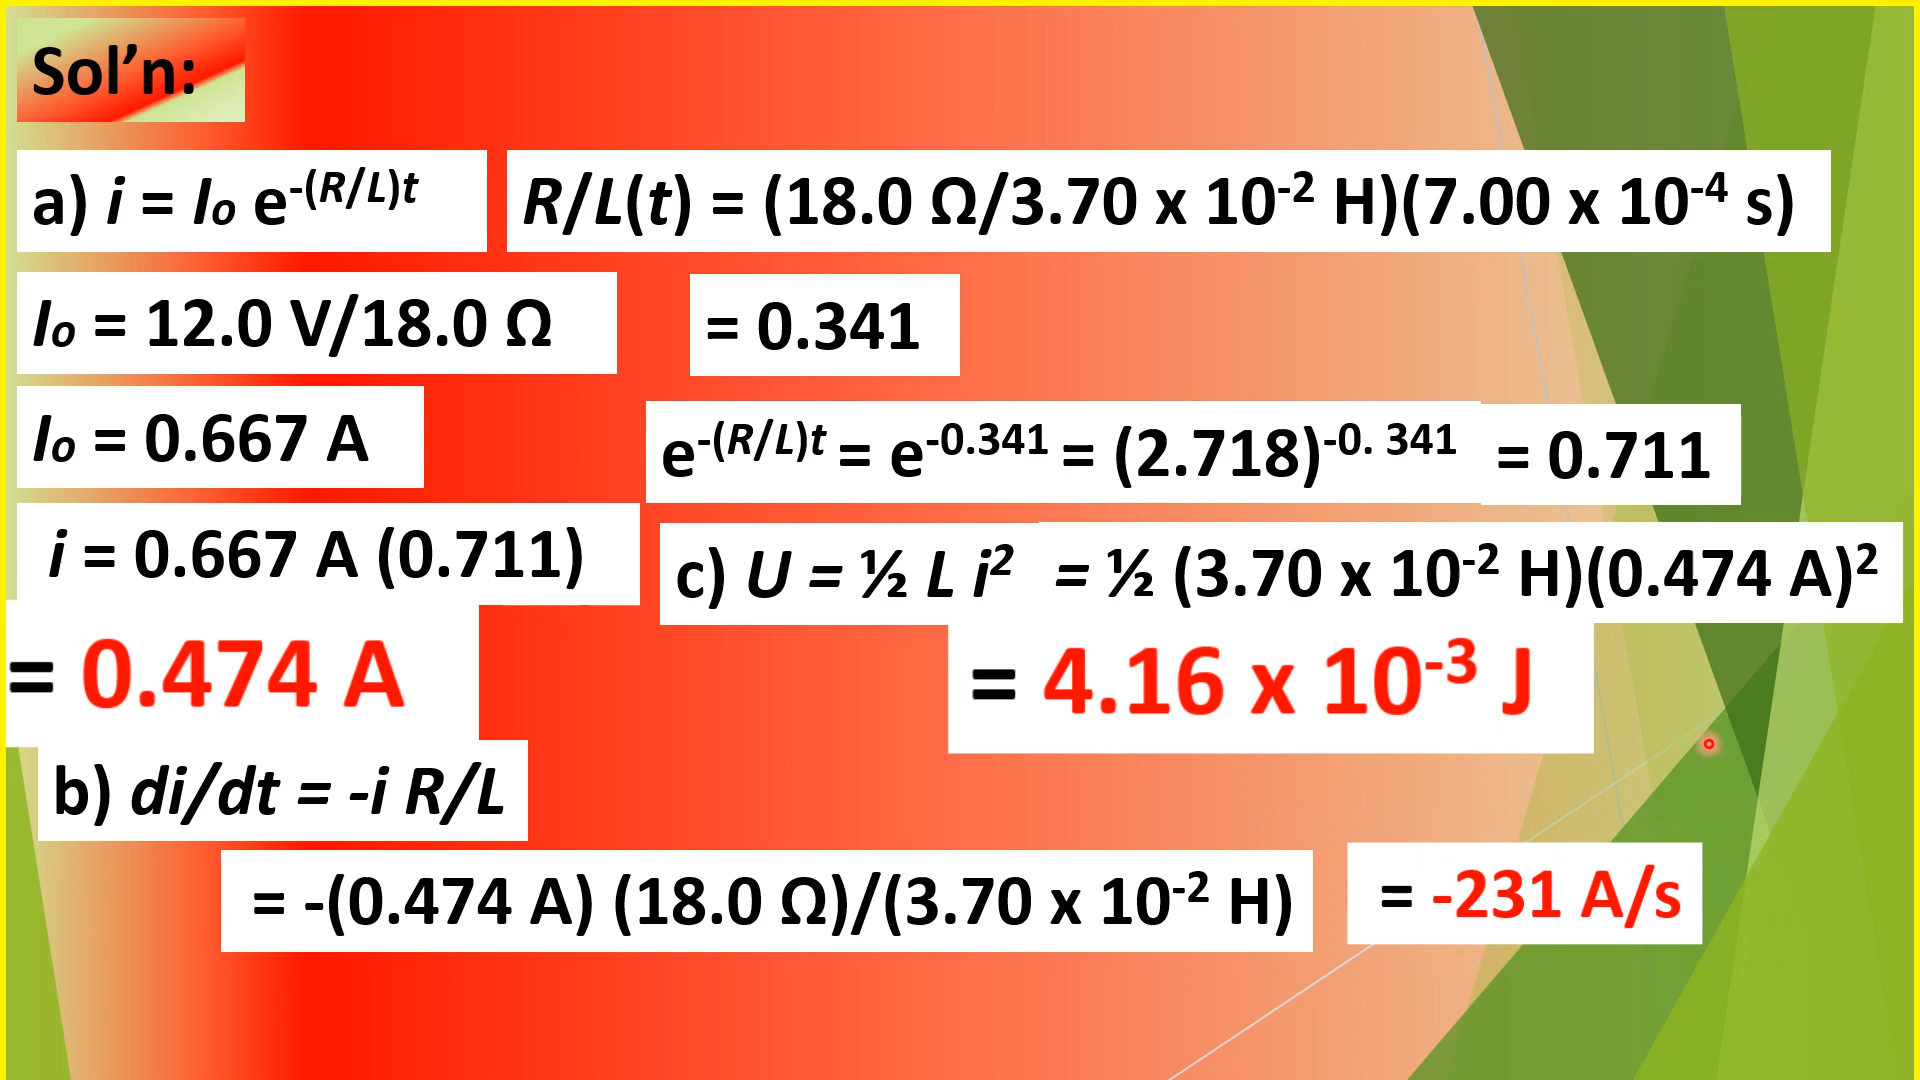 Sol’n:
a) i = Io e-(R/L)t
R/L(t) = (18.0 Ω/3.70 x 10-2 H)(7.00 x 10-4 s)
Io = 12.0 V/18.0 Ω
= 0.341
Io = 0.667 A
e-(R/L)t = e-0.341 = (2.718)-0. 341 = 0.711
i = 0.667 A (0.711)
= 0.474 A
c) U = ½ L i2 = ½ (3.70 x 10-2 H)(0.474 A)2
= 4.16 x 10-3 J
b) di/dt = -i R/L
= -(0.474 A) (18.0 Ω)/(3.70 x 10-2 H) = -231 A/s